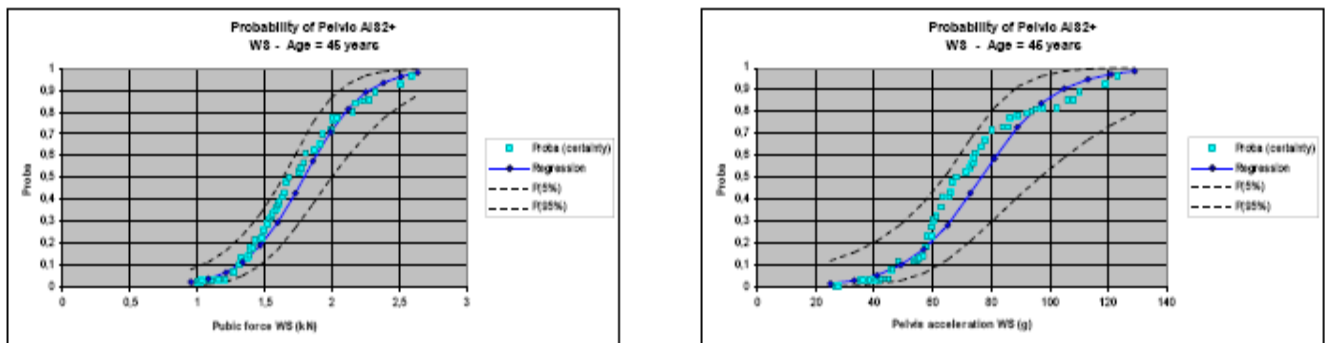 Probability of Pelvic AIS2+
WS - Age = 45 years
Proba
1
0,9
0,8
0,7
0,6
0,5
0,4
0,3
0,2
0,1
0
0 0,5 1 1,5 2 2,5 3
Pubic force WS (kN)
Proba (certainty)
Regression
P(5%)
P(95%)
Probability of Pelvic AIS2+
WS - Age = 45 years
Proba
1
0,9
0,8
0,7
0,6
0,5
0,4
0,3
0,2
0,1
0
0 20 40 60 80 100 120 140
Pelvis acceleration WS (g)
Proba (certainty)
Regression
P(5%)
P(95%)